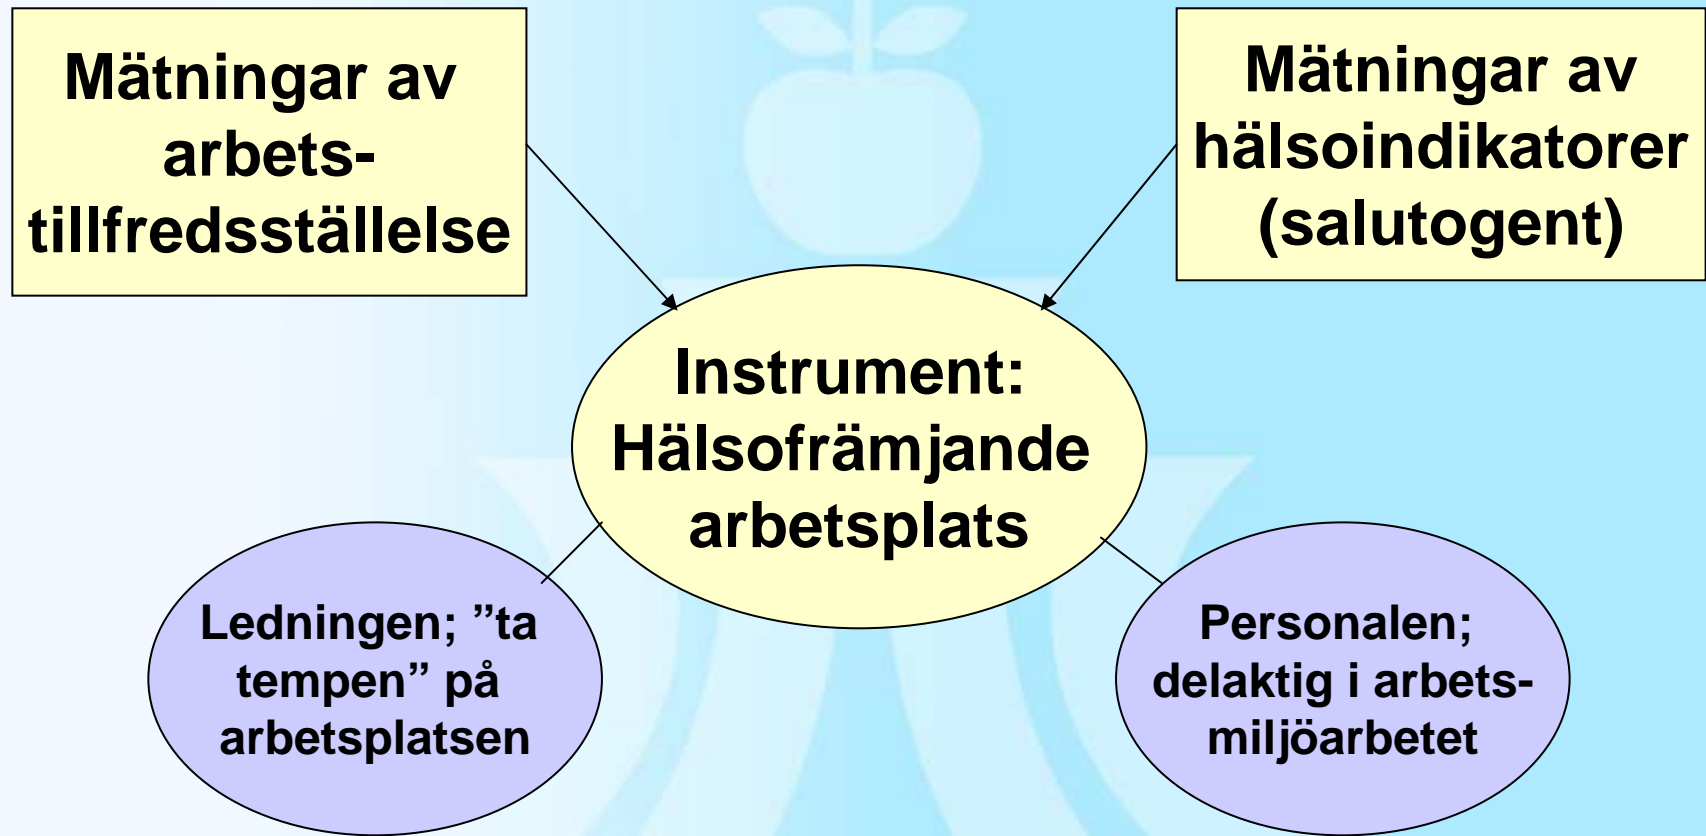 Mätningar av
arbets-
tillfredsställelse
Mätningar av
hälsoindikatorer
(salutogent)
Instrument:
Hälsofrämjande
arbetsplats
Ledningen; ”ta
tempen” på
arbetsplatsen
Personalen;
delaktig i arbets-
miljöarbetet